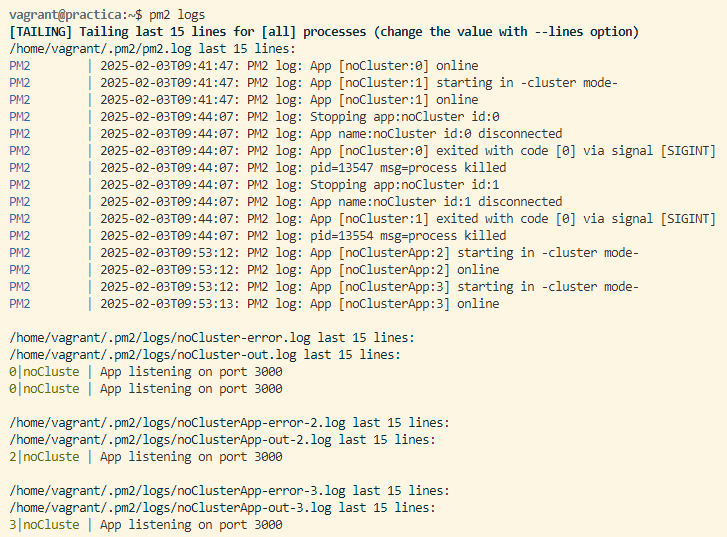 vagrant@practica:~$ pm2 logs
[TAILING] Tailing last 15 lines for [all] processes (change the value with --lines option)
/home/vagrant/.pm2/pm2.log last 15 lines:
PM2 | 2025-02-03T09:41:47: PM2 log: App [noCluster:0] online
PM2 | 2025-02-03T09:41:47: PM2 log: App [noCluster:1] starting in -cluster mode-
PM2 | 2025-02-03T09:41:47: PM2 log: App [noCluster:1] online
PM2 | 2025-02-03T09:44:07: PM2 log: Stopping app:noCluster id:0
PM2 | 2025-02-03T09:44:07: PM2 log: App name:noCluster id:0 disconnected
PM2 | 2025-02-03T09:44:07: PM2 log: App [noCluster:0] exited with code [0] via signal [SIGINT]
PM2 | 2025-02-03T09:44:07: PM2 log: pid=13547 msg=process killed
PM2 | 2025-02-03T09:44:07: PM2 log: Stopping app:noCluster id:1
PM2 | 2025-02-03T09:44:07: PM2 log: App name:noCluster id:1 disconnected
PM2 | 2025-02-03T09:44:07: PM2 log: App [noCluster:1] exited with code [0] via signal [SIGINT]
PM2 | 2025-02-03T09:44:07: PM2 log: pid=13554 msg=process killed
PM2 | 2025-02-03T09:53:12: PM2 log: App [noClusterApp:2] starting in -cluster mode-
PM2 | 2025-02-03T09:53:12: PM2 log: App [noClusterApp:2] online
PM2 | 2025-02-03T09:53:12: PM2 log: App [noClusterApp:3] starting in -cluster mode-
PM2 | 2025-02-03T09:53:13: PM2 log: App [noClusterApp:3] online
/home/vagrant/.pm2/logs/noCluster-error.log last 15 lines:
/home/vagrant/.pm2/logs/noCluster-out.log last 15 lines:
0|noCluste | App listening on port 3000
0|noCluste | App listening on port 3000
/home/vagrant/.pm2/logs/noClusterApp-error-2.log last 15 lines:
/home/vagrant/.pm2/logs/noClusterApp-out-2.log last 15 lines:
2|noCluste | App listening on port 3000
/home/vagrant/.pm2/logs/noClusterApp-error-3.log last 15 lines:
/home/vagrant/.pm2/logs/noClusterApp-out-3.log last 15 lines:
3|noCluste | App listening on port 3000